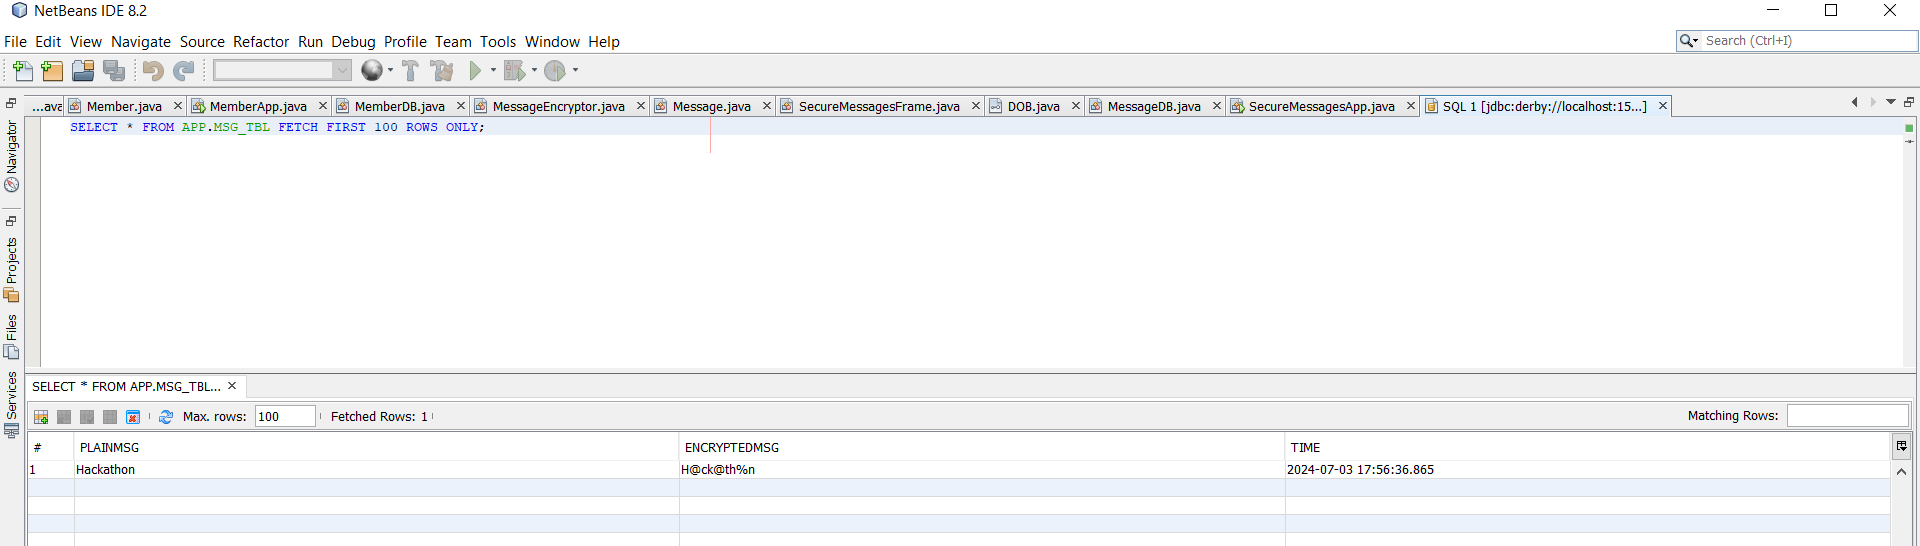 NetBeans IDE 8.2
File Edit View Navigate Source Refactor Run Debug Profile Team Tools Window Help
Search (Ctrl+I)
...ava Member.java MemberApp.java MemberDB.java MessageEncryptor.java Message.java SecureMessagesFrame.java DOB.java MessageDB.java SecureMessagesApp.java SQL 1 [jdbc:derby://localhost:15...]
SELECT * FROM APP.MSG_TBL FETCH FIRST 100 ROWS ONLY;
Navigator
Projects
Files
Services
SELECT * FROM APP.MSG_TBL...
Max. rows: 100 Fetched Rows: 1 Matching Rows:
# PLAINMSG ENCRYPTEDMSG TIME
1 Hackathon H@ck@th%n 2024-07-03 17:56:36.865